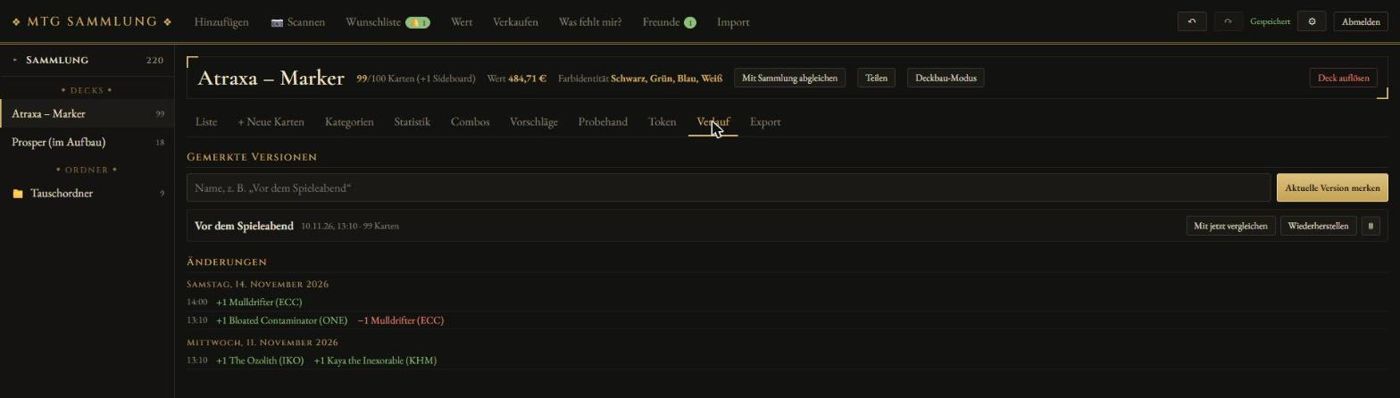 MTG SAMMLUNG
Hinzufügen Scannen Wunschliste 1 Wert Verkaufen Was fehlt mir? Freunde 1 Import
Gespeichert Abmelden
SAMMLUNG 220
DECKS
Atraxa – Marker 99
Prosper (im Aufbau) 18
ORDNER
Tauschordner 9
Atraxa – Marker 99/100 Karten (+1 Sideboard) Wert 484,71 € Farbidentität Schwarz, Grün, Blau, Weiß Mit Sammlung abgleichen Teilen Deckbau-Modus Deck auflösen
Liste + Neue Karten Kategorien Statistik Combos Vorschläge Probehand Token Verlauf Export
GEMERKTE VERSIONEN
Name, z. B. „Vor dem Spieleabend“ Aktuelle Version merken
Vor dem Spieleabend 10.11.26, 13:10 · 99 Karten Mit jetzt vergleichen Wiederherstellen
ÄNDERUNGEN
SAMSTAG, 14. NOVEMBER 2026
14:00 +1 Mulldrifter (ECC)
13:10 +1 Bloated Contaminator (ONE) −1 Mulldrifter (ECC)
MITTWOCH, 11. NOVEMBER 2026
13:10 +1 The Ozolith (IKO) +1 Kaya the Inexorable (KHM)